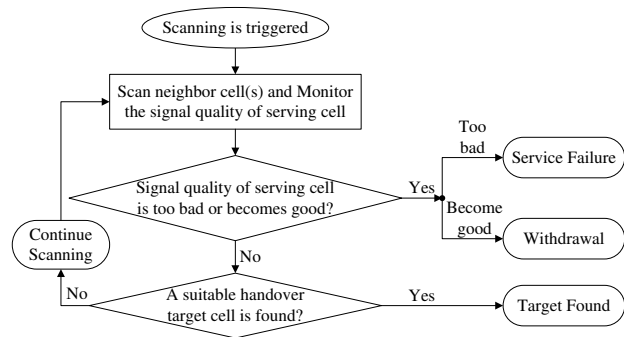 Scanning is triggered
Scan neighbor cell(s) and Monitor
the signal quality of serving cell
Too
bad
Service Failure
Signal quality of serving cell
is too bad or becomes good?
Yes
Become
good
Withdrawal
Continue
Scanning
No
No
A suitable handover
target cell is found?
Yes
Target Found